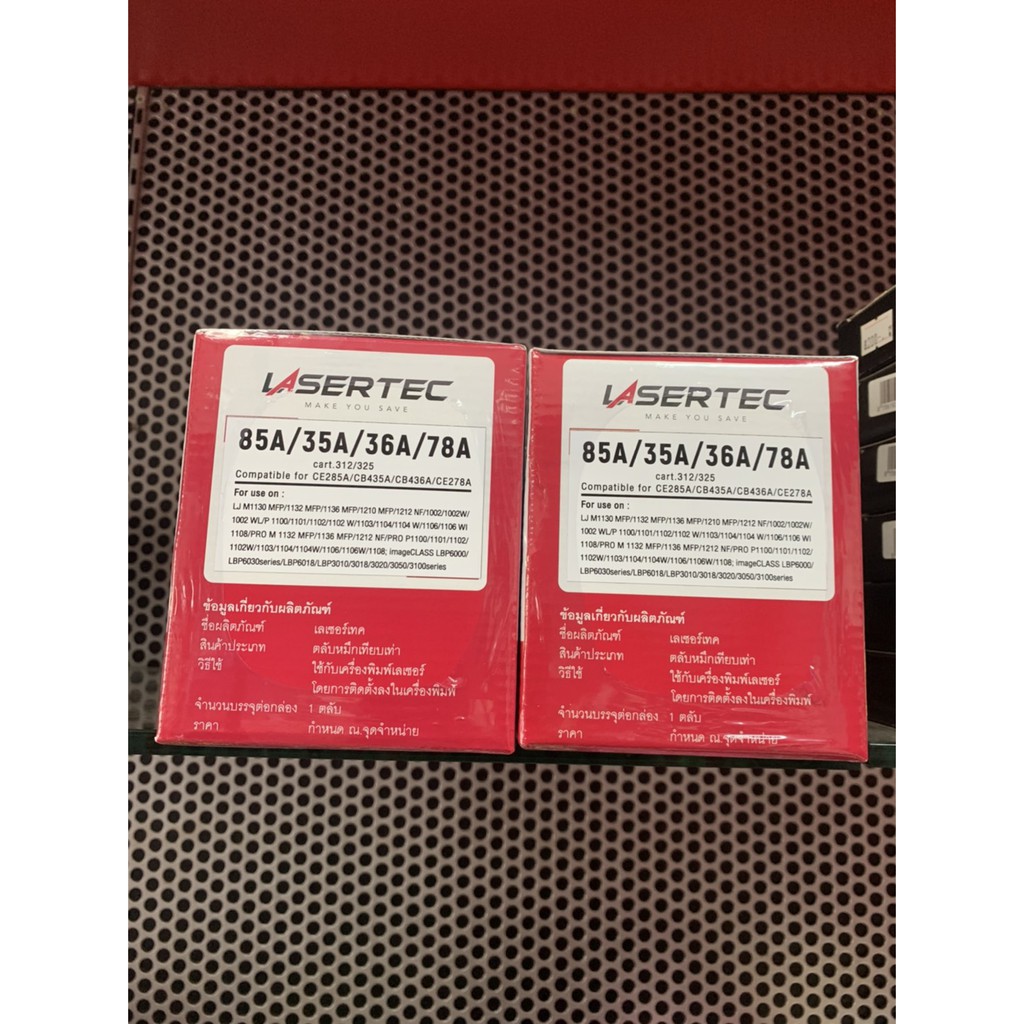 LASERTEC
MAKE YOU SAVE
85A/35A/36A/78A
cart.312/325
Compatible for CE285A/CB435A/CB436A/CE278A
For use on :
LJ M1130 MFP/1132 MFP/1136 MFP/1210 MFP/1212 NF/1002/1002W/
1002 WL/P 1100/1101/1102/1102 W/1103/1104/1104 W/1106/1106 WI
1108/PRO M 1132 MFP/1136 MFP/1212 NF/PRO P1100/1101/1102/
1102W/1103/1104/1104W/1106/1106W/1108; imageCLASS LBP6000/
LBP6030series/LBP6018/LBP3010/3018/3020/3050/3100series
ข้อมูลเกี่ยวกับผลิตภัณฑ์
ชื่อผลิตภัณฑ์ เลเซอร์เทค
สินค้าประเภท ตลับหมึกเทียบเท่า
วิธีใช้ ใช้กับเครื่องพิมพ์เลเซอร์
โดยการติดตั้งลงในเครื่องพิมพ์
จำนวนบรรจุต่อกล่อง 1 ตลับ
ราคา กำหนด ณ.จุดจำหน่าย
LASERTEC
MAKE YOU SAVE
85A/35A/36A/78A
cart.312/325
Compatible for CE285A/CB435A/CB436A/CE278A
For use on :
LJ M1130 MFP/1132 MFP/1136 MFP/1210 MFP/1212 NF/1002/1002W/
1002 WL/P 1100/1101/1102/1102 W/1103/1104/1104 W/1106/1106 WI
1108/PRO M 1132 MFP/1136 MFP/1212 NF/PRO P1100/1101/1102/
1102W/1103/1104/1104W/1106/1106W/1108; imageCLASS LBP6000/
LBP6030series/LBP6018/LBP3010/3018/3020/3050/3100series
ข้อมูลเกี่ยวกับผลิตภัณฑ์
ชื่อผลิตภัณฑ์ เลเซอร์เทค
สินค้าประเภท ตลับหมึกเทียบเท่า
วิธีใช้ ใช้กับเครื่องพิมพ์เลเซอร์
โดยการติดตั้งลงในเครื่องพิมพ์
จำนวนบรรจุต่อกล่อง 1 ตลับ
ราคา กำหนด ณ.จุดจำหน่าย